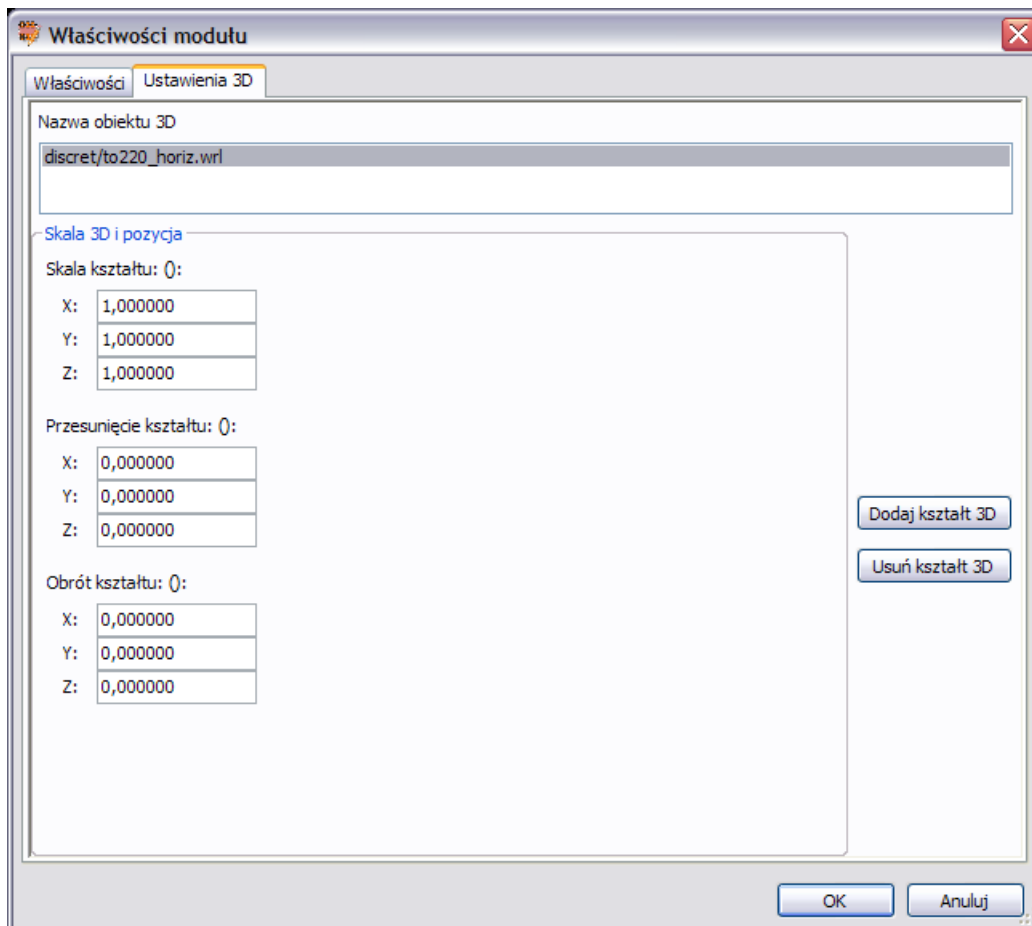 Właściwości modułu
Właściwości
Ustawienia 3D
Nazwa obiektu 3D
discret/to220_horiz.wrl
Skala 3D i pozycja
Skala kształtu: ():
X: 1,000000
Y: 1,000000
Z: 1,000000
Przesunięcie kształtu: ():
X: 0,000000
Y: 0,000000
Z: 0,000000
Obrót kształtu: ():
X: 0,000000
Y: 0,000000
Z: 0,000000
Dodaj kształt 3D
Usuń kształt 3D
OK
Anuluj